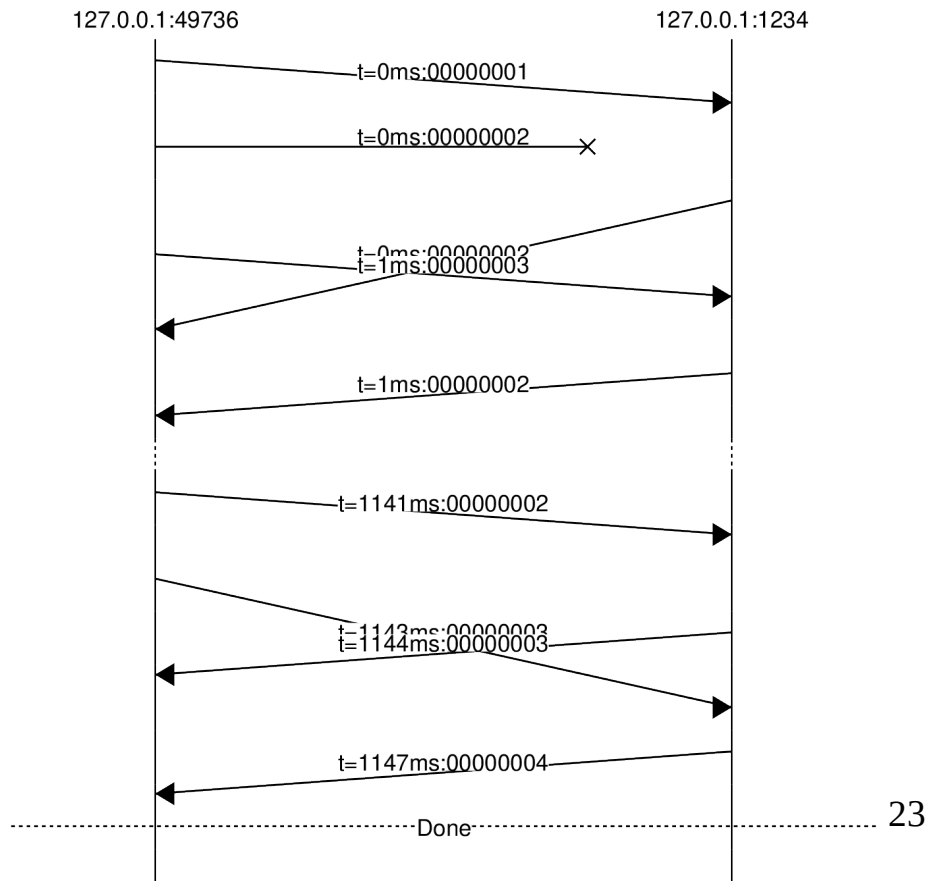 127.0.0.1:49736
127.0.0.1:1234
t=0ms:00000001
t=0ms:00000002
t=0ms:00000002
t=1ms:00000003
t=1ms:00000002
t=1141ms:00000002
t=1143ms:00000003
t=1144ms:00000003
t=1147ms:00000004
Done
23